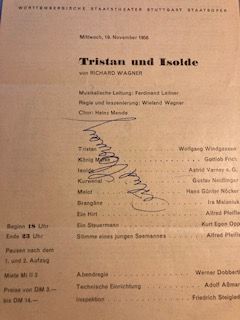 WÜRTTEMBERGISCHE STAATSTHEATER STUTTGART STAATSOPER
Mittwoch, 19. November 1958
Tristan und Isolde
von RICHARD WAGNER
Musikalische Leitung: Ferdinand Leitner
Regie und Inszenierung: Wieland Wagner
Chor: Heinz Mende
Tristan Wolfgang Windgassen
König Marke Gottlob Frick
Isolde Astrid Varnay a. G.
Kurwenal Gustav Neidlinger
Melot Hans Günter Nöcker
Brangäne Ira Malaniuk
Ein Hirt Alfred Pfeifle
Ein Steuermann Kurt Egon Opp
Stimme eines jungen Seemannes Alfred Pfeifle
Beginn 18 Uhr
Ende 23 Uhr
Pausen nach dem
1. und 2. Aufzug
Miete Mi II 3
Preise von DM 3.—
bis DM 14.—
Abendregie Werner Dobbert
Technische Einrichtung Adolf Aßman
Inspektion Friedrich Steigle